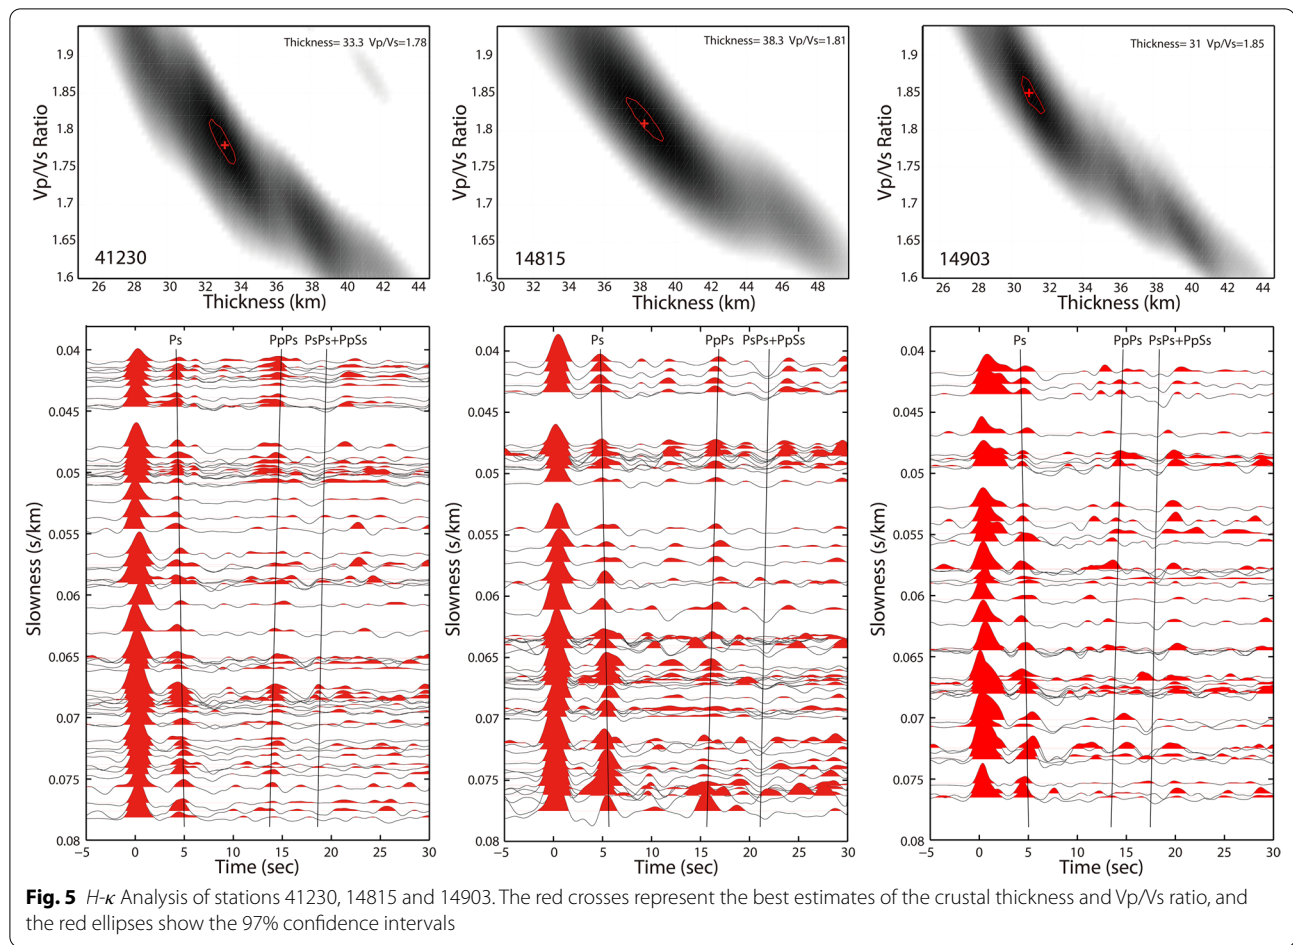 Thickness= 33.3 Vp/Vs=1.78
1.9
1.85
1.8
1.75
1.7
1.65
1.6
Vp/Vs Ratio
41230
26 28 30 32 34 36 38 40 42 44
Thickness (km)
Thickness= 38.3 Vp/Vs=1.81
1.9
1.85
1.8
1.75
1.7
1.65
1.6
14815
30 32 34 36 38 40 42 44 46 48
Thickness (km)
Thickness= 31 Vp/Vs=1.85
1.9
1.85
1.8
1.75
1.7
1.65
1.6
Vp/Vs Ratio
14903
26 28 30 32 34 36 38 40 42 44
Thickness (km)
Ps PpPs PsPs+PpSs
0.04
0.045
0.05
0.055
0.06
0.065
0.07
0.075
0.08
Slowness (s/km)
-5 0 5 10 15 20 25 30
Time (sec)
Ps PpPs PsPs+PpSs
0.04
0.045
0.05
0.055
0.06
0.065
0.07
0.075
0.08
Slowness (s/km)
−5 0 5 10 15 20 25 30
Time (sec)
Ps PpPs PsPs+PpSs
0.04
0.045
0.05
0.055
0.06
0.065
0.07
0.075
0.08
Slowness (s/km)
−5 0 5 10 15 20 25 30
Time (sec)
Fig. 5 H-κ Analysis of stations 41230, 14815 and 14903. The red crosses represent the best estimates of the crustal thickness and Vp/Vs ratio, and
the red ellipses show the 97% confidence intervals